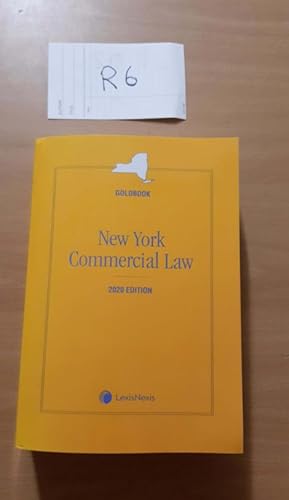 R6
GOLDBOOK
New York
Commercial Law
2020 EDITION
LexisNexis